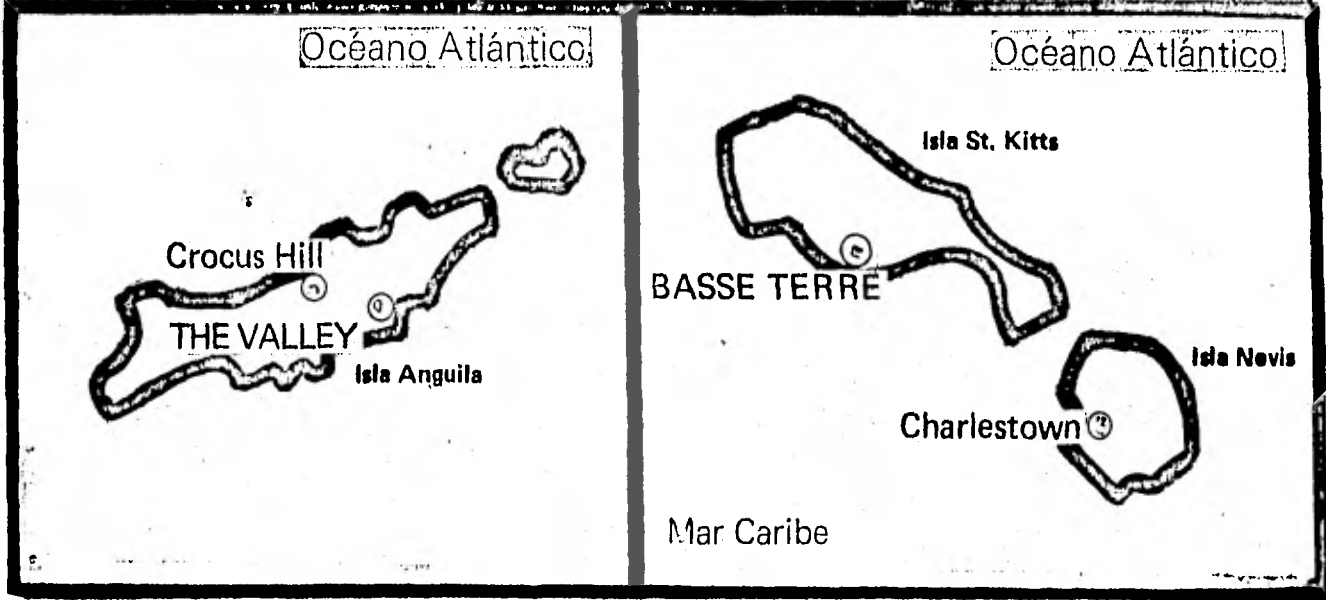 Océano Atlántico
Crocus Hill
THE VALLEY
Isla Anguila
Océano Atlántico
Isla St. Kitts
BASSE TERRE
Isla Nevis
Charlestown
Mar Caribe